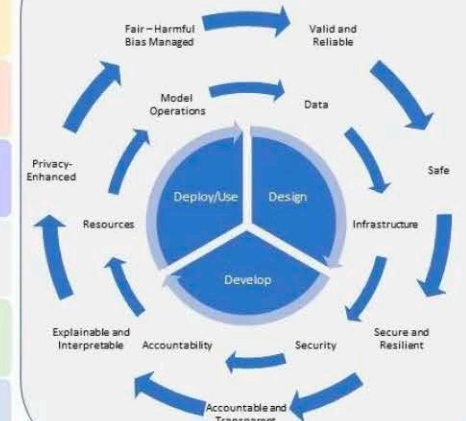 Fair – Harmful
Bias Managed
Valid and
Reliable
Model
Operations
Data
Privacy-
Enhanced
Deploy/Use
Design
Safe
Resources
Infrastructure
Develop
Explainable and
Interpretable
Accountability
Security
Secure and
Resilient
Accountable and
Transparent